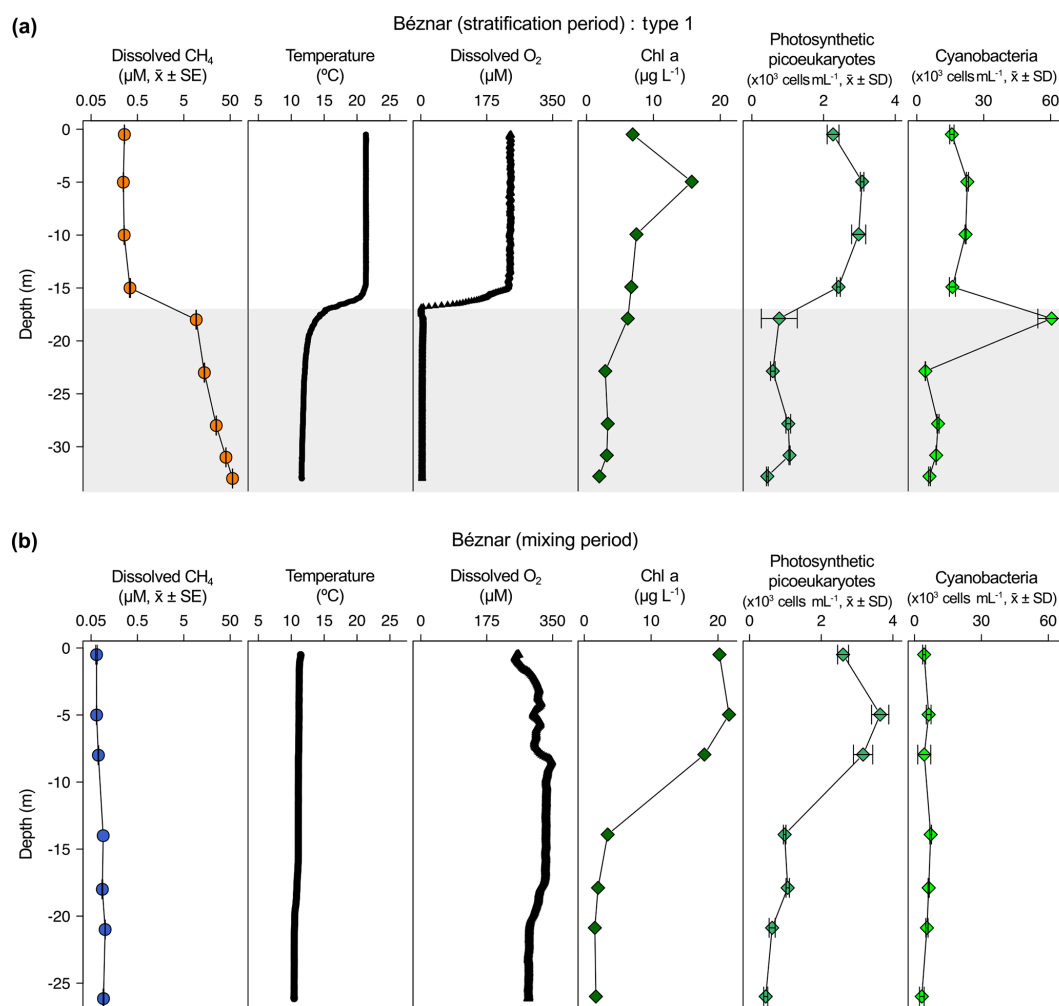 (a)
Béznar (stratification period) : type 1
Dissolved CH₄
(µM, x̄ ± SE)
Temperature
(ºC)
Dissolved O₂
(µM)
Chl a
(µg L⁻¹)
Photosynthetic
picoeukaryotes
(x10³ cells mL⁻¹, x̄ ± SD)
Cyanobacteria
(x10³ cells mL⁻¹, x̄ ± SD)
0.05 0.5 5 50
5 10 15 20 25
0 175 350
0 10 20
0 2 4
0 30 60
Depth (m)
0
-5
-10
-15
-20
-25
-30
(b)
Béznar (mixing period)
Dissolved CH₄
(µM, x̄ ± SE)
Temperature
(ºC)
Dissolved O₂
(µM)
Chl a
(µg L⁻¹)
Photosynthetic
picoeukaryotes
(x10³ cells mL⁻¹, x̄ ± SD)
Cyanobacteria
(x10³ cells mL⁻¹, x̄ ± SD)
0.05 0.5 5 50
5 10 15 20 25
0 175 350
0 10 20
0 2 4
0 30 60
Depth (m)
0
-5
-10
-15
-20
-25